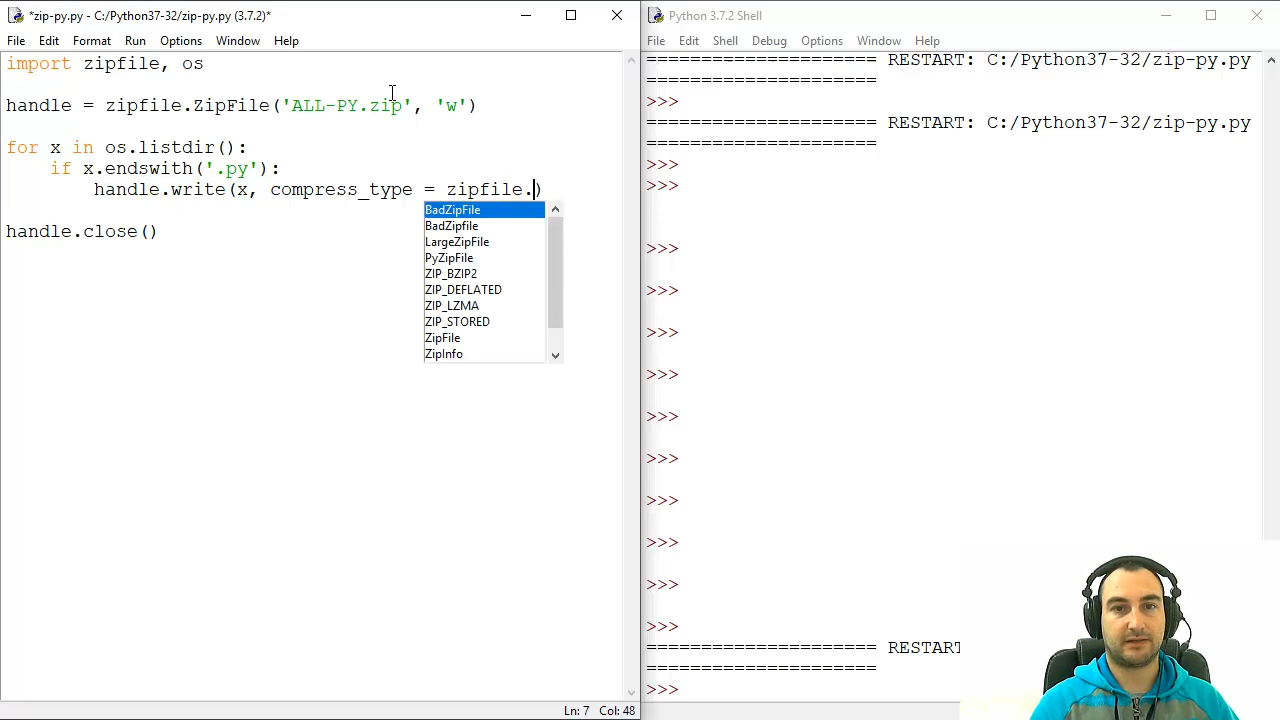 *zip-py.py - C:/Python37-32/zip-py.py (3.7.2)*
File Edit Format Run Options Window Help
import zipfile, os
handle = zipfile.ZipFile('ALL-PY.zip', 'w')
for x in os.listdir():
if x.endswith('.py'):
handle.write(x, compress_type = zipfile.)
BadZipFile
BadZipfile
LargeZipFile
PyZipFile
ZIP_BZIP2
ZIP_DEFLATED
ZIP_LZMA
ZIP_STORED
ZipFile
ZipInfo
handle.close()
Ln: 7 Col: 48
Python 3.7.2 Shell
File Edit Shell Debug Options Window Help
===================== RESTART: C:/Python37-32/zip-py.py
=====================
>>>
===================== RESTART: C:/Python37-32/zip-py.py
=====================
>>>
>>>
>>>
>>>
>>>
>>>
>>>
>>>
>>>
>>>
>>>
>>>
===================== RESTART
=====================
>>>